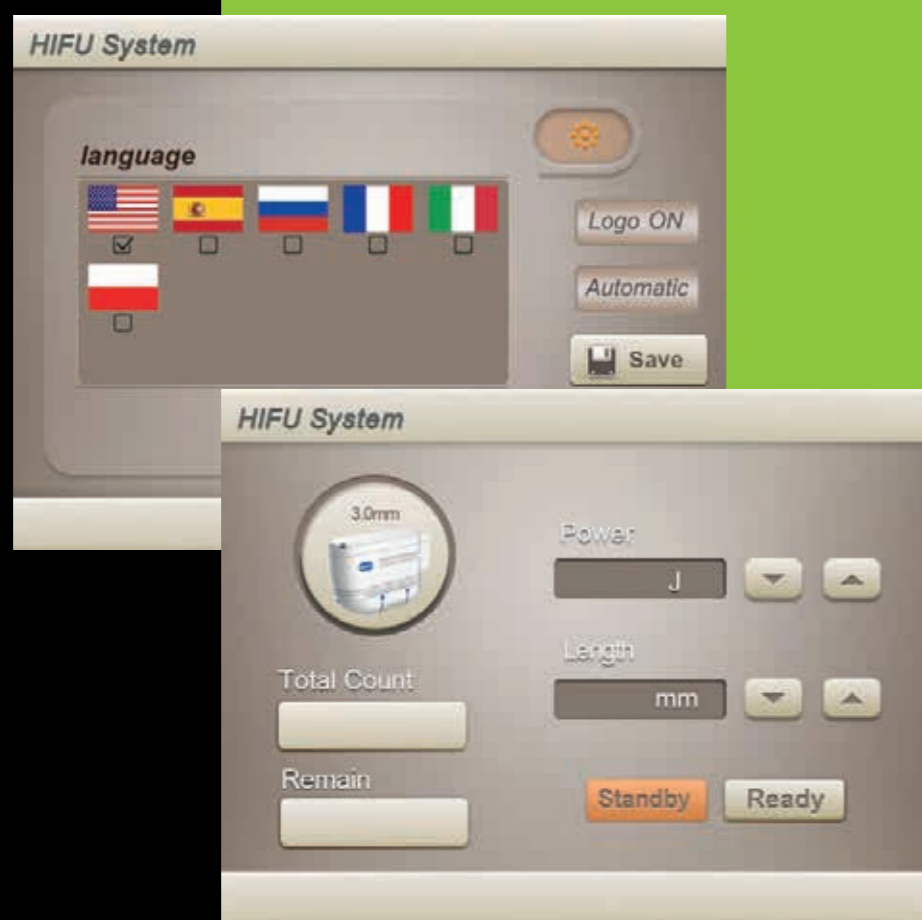 HIFU System
language
Logo ON
Automatic
Save
HIFU System
3.0mm
Power
J
Length
mm
Total Count
Remain
Standby
Ready